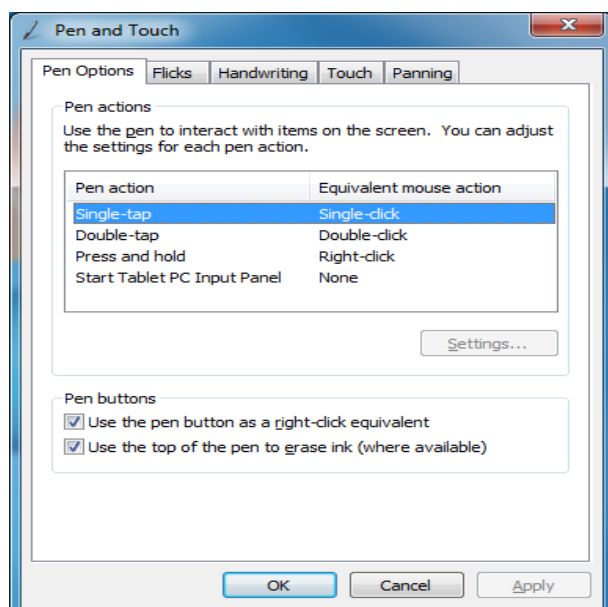 Pen and Touch
Pen Options Flicks Handwriting Touch Panning
Pen actions
Use the pen to interact with items on the screen. You can adjust
the settings for each pen action.
Pen action Equivalent mouse action
Single-tap Single-click
Double-tap Double-click
Press and hold Right-click
Start Tablet PC Input Panel None
Settings...
Pen buttons
Use the pen button as a right-click equivalent
Use the top of the pen to erase ink (where available)
OK Cancel Apply